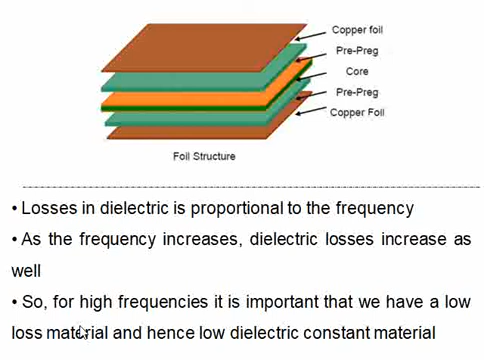 Copper foil
Pre-Preg
Core
Pre-Preg
Copper Foil
Foil Structure
• Losses in dielectric is proportional to the frequency
• As the frequency increases, dielectric losses increase as
well
• So, for high frequencies it is important that we have a low
loss material and hence low dielectric constant material